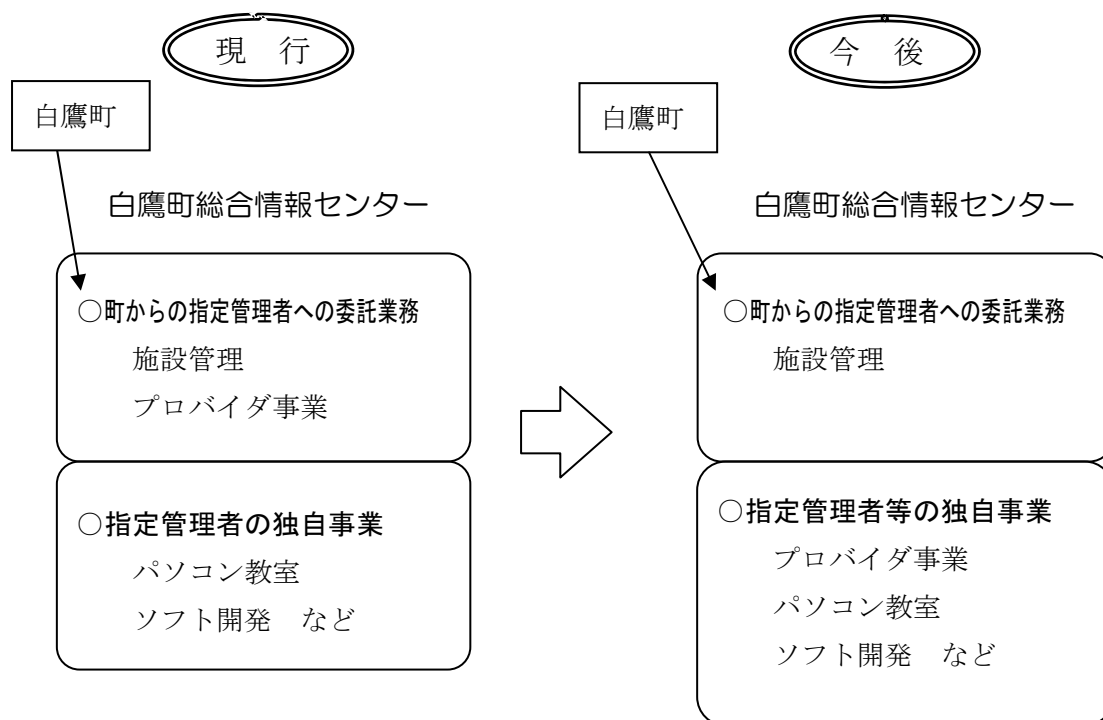 現 行
白鷹町
白鷹町総合情報センター
○町からの指定管理者への委託業務
施設管理
プロバイダ事業
○指定管理者の独自事業
パソコン教室
ソフト開発 など
今 後
白鷹町
白鷹町総合情報センター
○町からの指定管理者への委託業務
施設管理
○指定管理者等の独自事業
プロバイダ事業
パソコン教室
ソフト開発 など